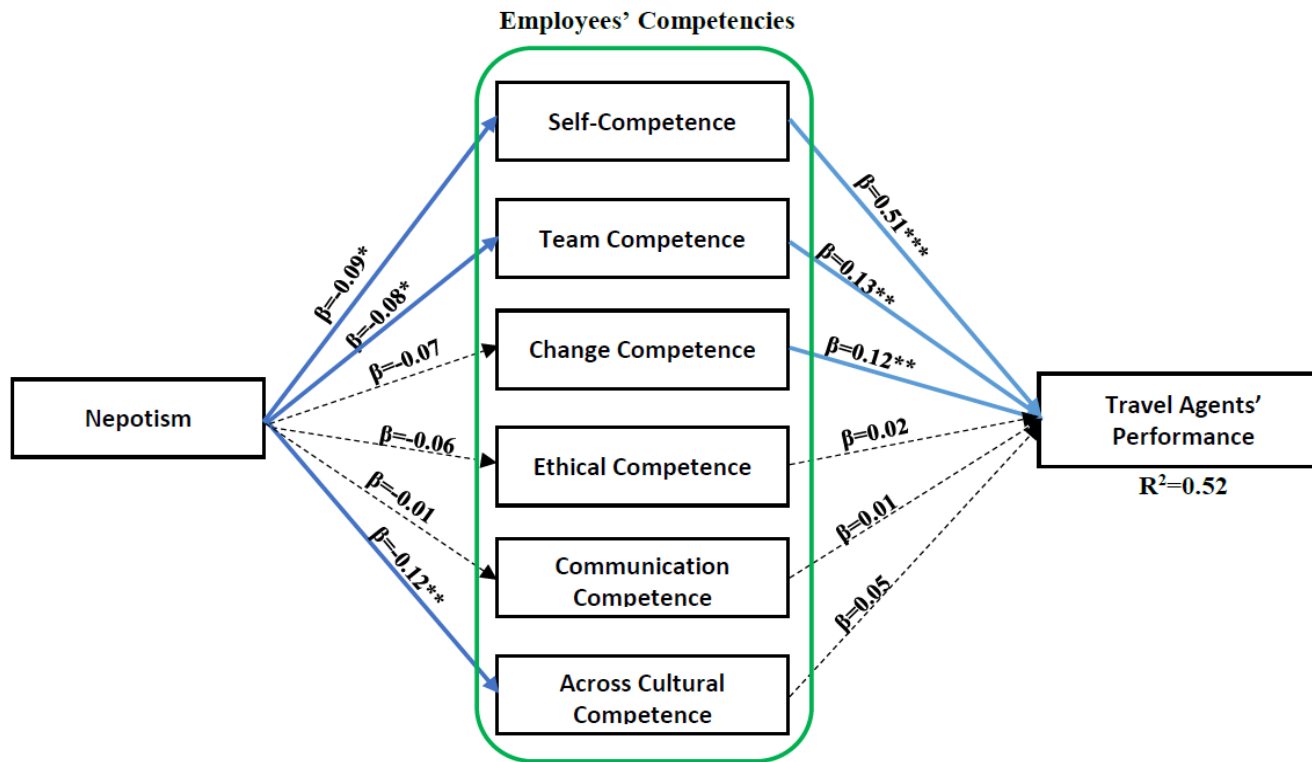 Employees' Competencies
Self-Competence
β=0.51***
Team Competence
β=0.13**
β=-0.09*
β=-0.08*
Change Competence
β=0.12**
β=-0.07
Nepotism
Travel Agents'
Performance
R²=0.52
β=-0.06
Ethical Competence
β=0.02
β=-0.01
β=0.01
β=-0.12**
Communication
Competence
β=0.05
Across Cultural
Competence